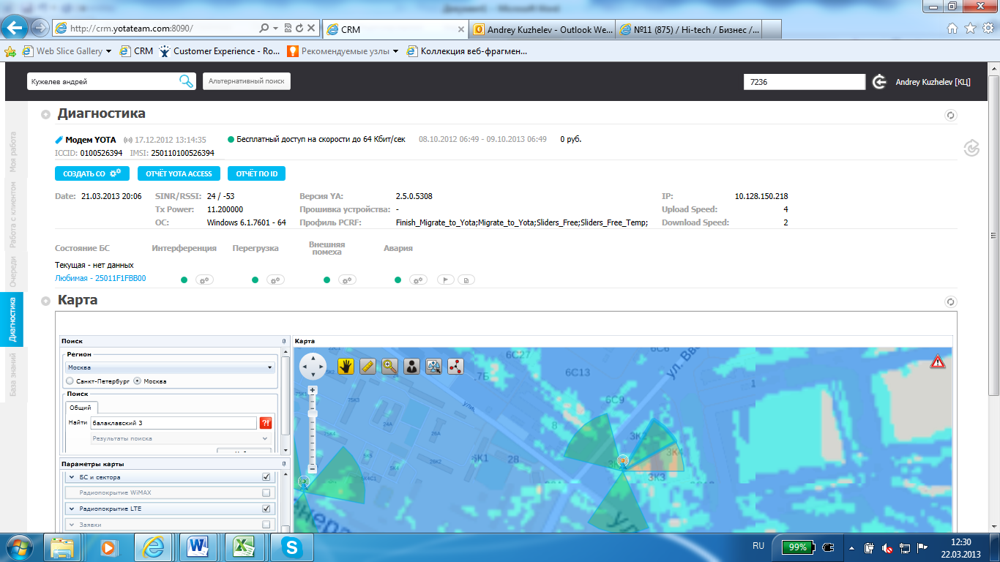 Документ1 - Microsoft Word
http://crm.yotateam.com:8090/
CRM
Andrey Kuzhelev - Outlook We...
№11 (875) / Hi-tech / Бизнес /...
Web Slice Gallery
CRM
Customer Experience - Ro...
Рекомендуемые узлы
Коллекция веб-фрагмен...
Кужелев андрей
Альтернативный поиск
7236
Andrey Kuzhelev [КЦ]
Моя работа
Работа с клиентом
Очереди
Диагностика
База знаний
Диагностика
Модем YOTA
17.12.2012 13:14:35
Бесплатный доступ на скорости до 64 Кбит/сек
08.10.2012 06:49 - 09.10.2013 06:49
0 руб.
ICCID: 0100526394 IMSI: 250110100526394
СОЗДАТЬ СО
ОТЧЁТ YOTA ACCESS
ОТЧЁТ ПО ID
Date: 21.03.2013 20:06
SINR/RSSI: 24 / -53
Версия YA: 2.5.0.5308
IP: 10.128.150.218
Tx Power: 11.200000
Прошивка устройства: -
Upload Speed: 4
ОС: Windows 6.1.7601 - 64
Профиль PCRF: Finish_Migrate_to_Yota;Migrate_to_Yota;Sliders_Free;Sliders_Free_Temp;
Download Speed: 2
Состояние БС
Интерференция
Перегрузка
Внешняя
помеха
Авария
Текущая - нет данных
Любимая - 25011F1FBB00
Карта
Поиск
Регион
Москва
Санкт-Петербург
Москва
Поиск
Общий
Найти
балаклавский 3
Результаты поиска
Параметры карты
БС и сектора
Радиопокрытие WiMAX
Радиопокрытие LTE
Заявки
Карта
6С27
6С13
6С9
ул. Вве
7Б
8
1
28
3К4
3К3
24А
26А
26К2
75К4
5К4
ул.
RU
99%
12:30
22.03.2013